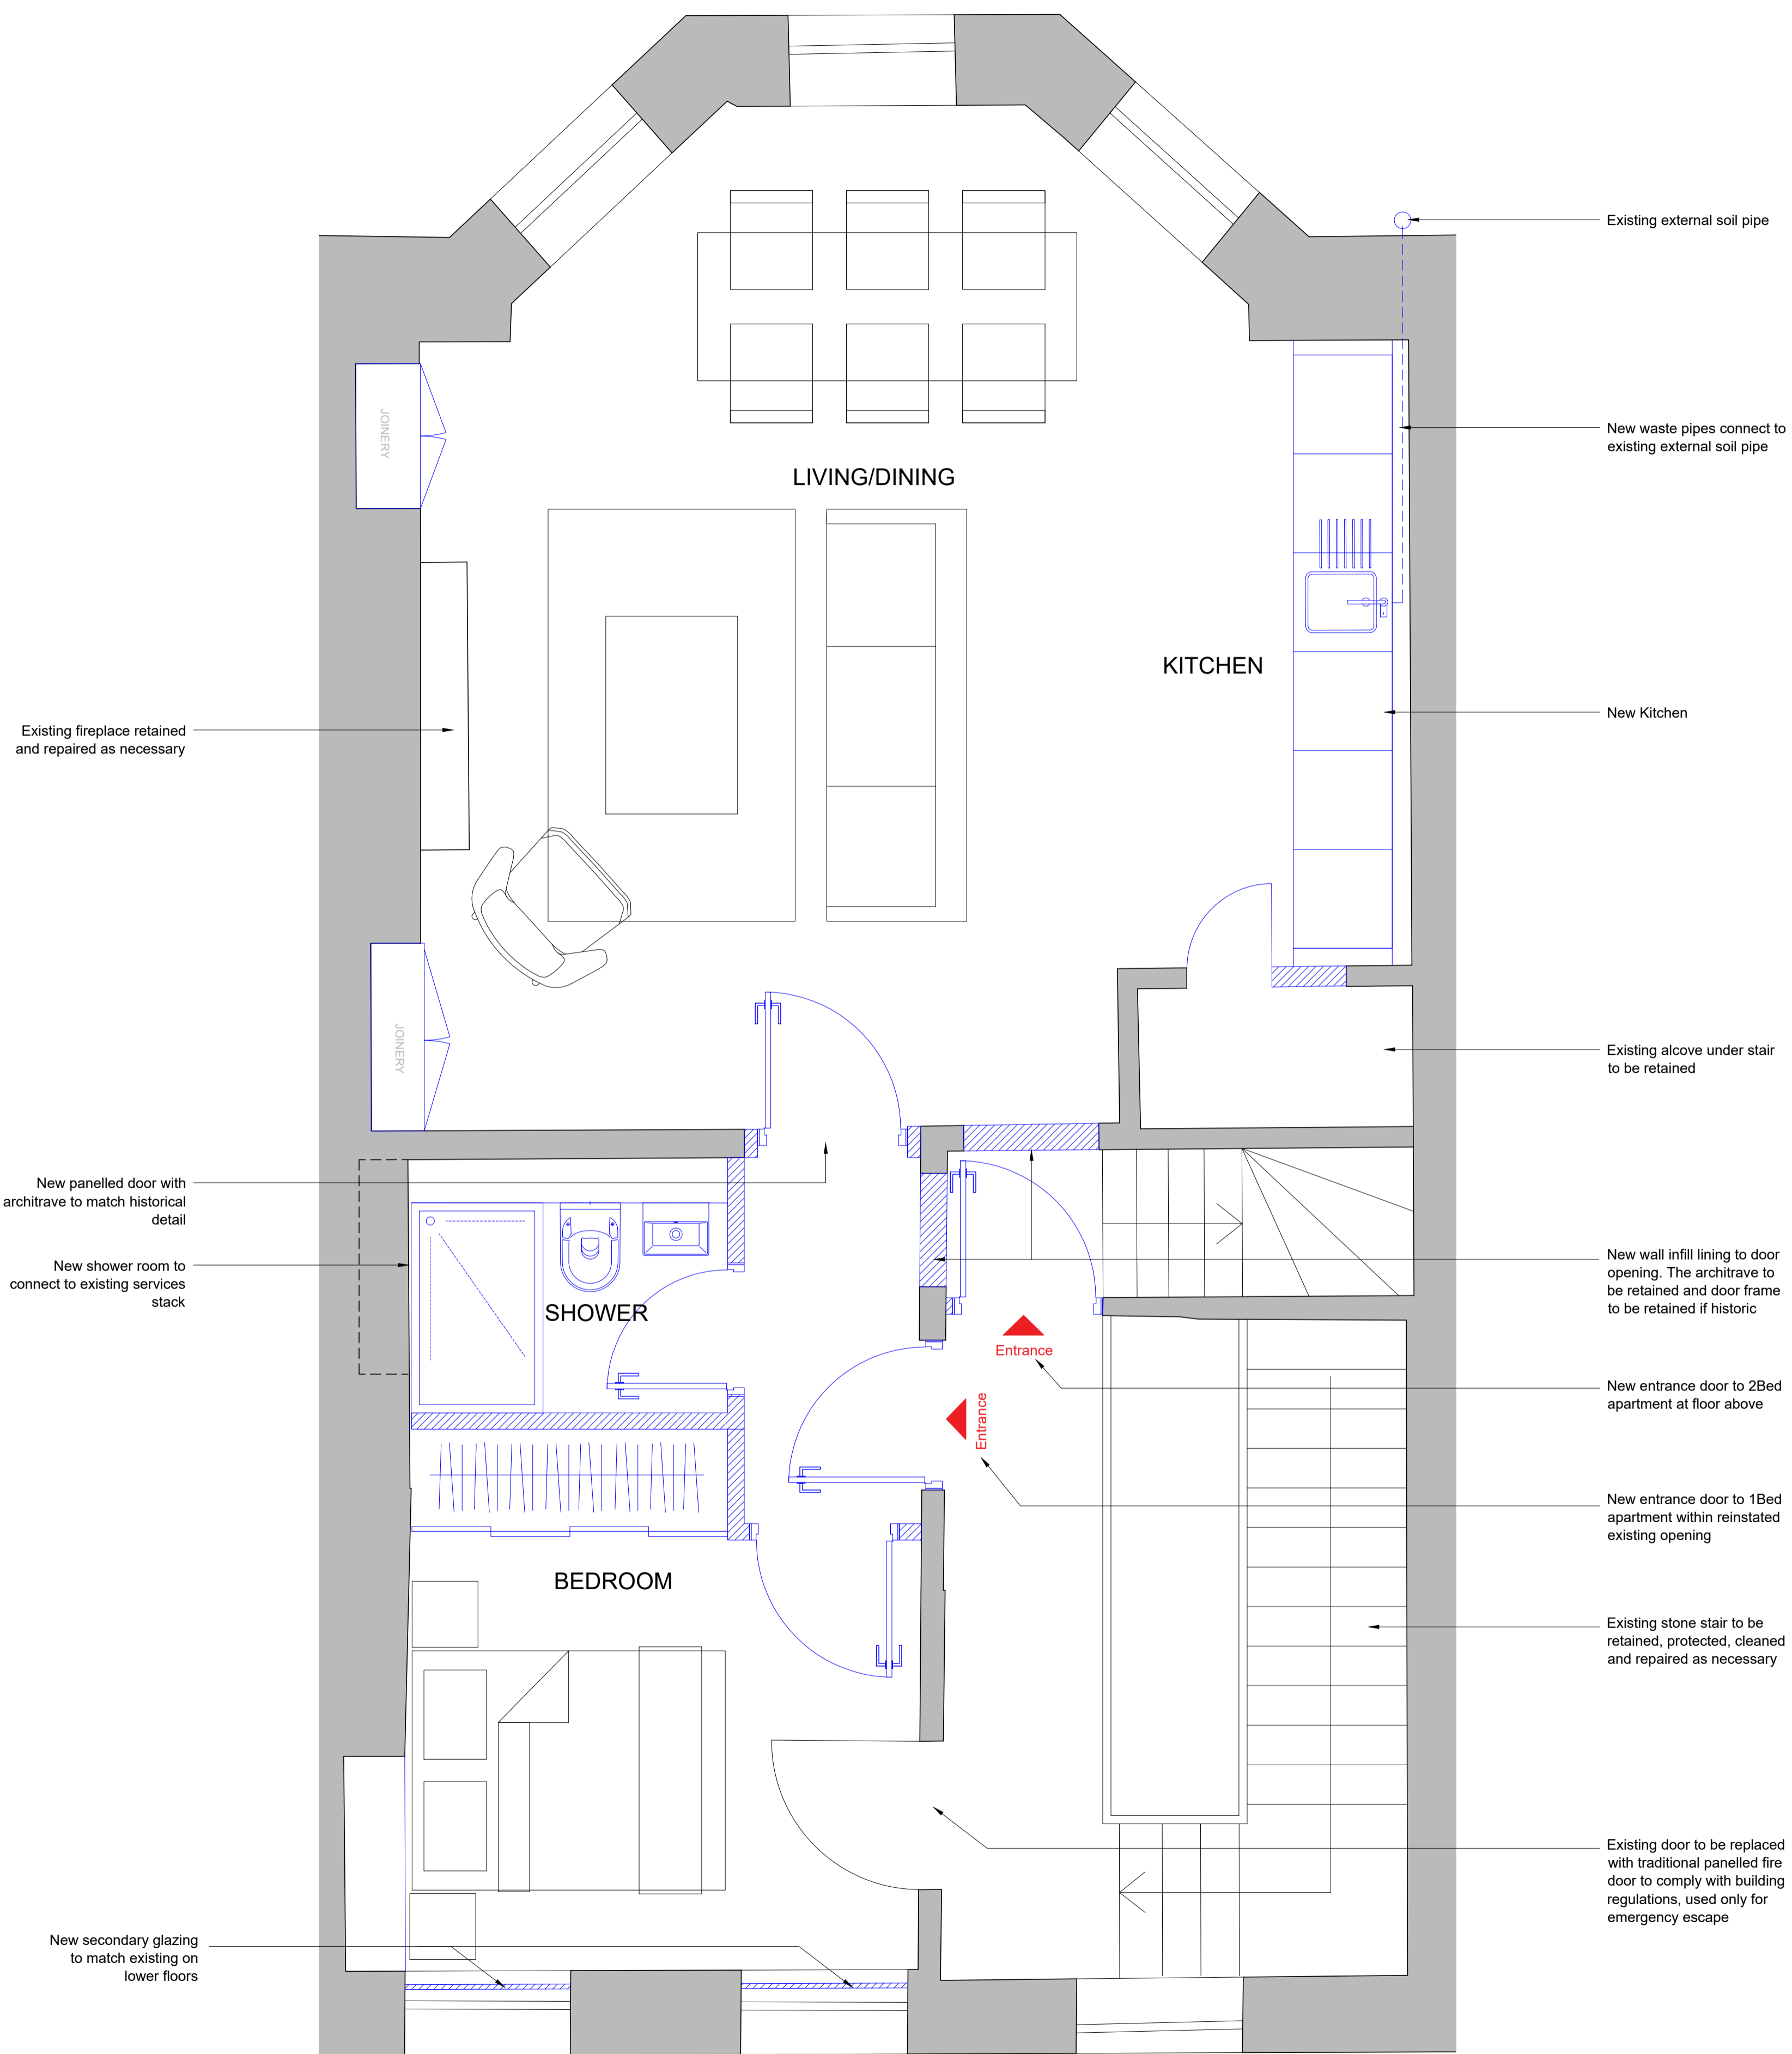 Existing external soil pipe
New waste pipes connect to
existing external soil pipe
JOINERY
LIVING/DINING
KITCHEN
New Kitchen
Existing fireplace retained
and repaired as necessary
JOINERY
Existing alcove under stair
to be retained
New panelled door with
architrave to match historical
detail
New shower room to
connect to existing services
stack
SHOWER
New wall infill lining to door
opening. The architrave to
be retained and door frame
to be retained if historic
Entrance
Entrance
New entrance door to 2Bed
apartment at floor above
New entrance door to 1Bed
apartment within reinstated
existing opening
BEDROOM
Existing stone stair to be
retained, protected, cleaned
and repaired as necessary
Existing door to be replaced
with traditional panelled fire
door to comply with building
regulations, used only for
emergency escape
New secondary glazing
to match existing on
lower floors